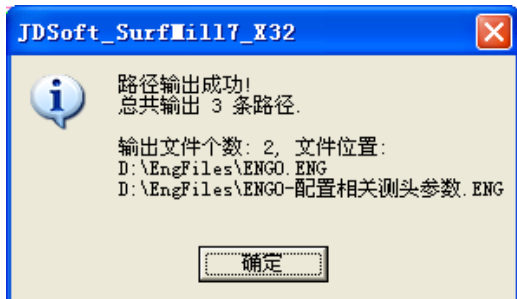 JDSoft_SurfMill7_X32
路径输出成功!
总共输出 3 条路径.
输出文件个数: 2, 文件位置:
D:\EngFiles\ENGO.ENG
D:\EngFiles\ENGO-配置相关测头参数.ENG
确定